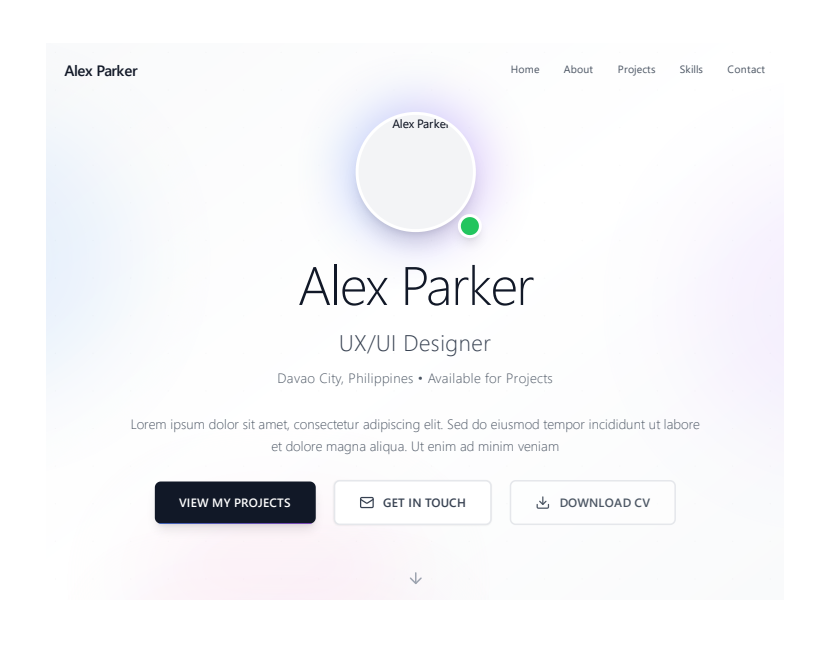 Alex Parker
Home About Projects Skills Contact
Alex Parker
Alex Parker
UX/UI Designer
Davao City, Philippines • Available for Projects
Lorem ipsum dolor sit amet, consectetur adipiscing elit. Sed do eiusmod tempor incididunt ut labore
et dolore magna aliqua. Ut enim ad minim veniam
VIEW MY PROJECTS
GET IN TOUCH
DOWNLOAD CV